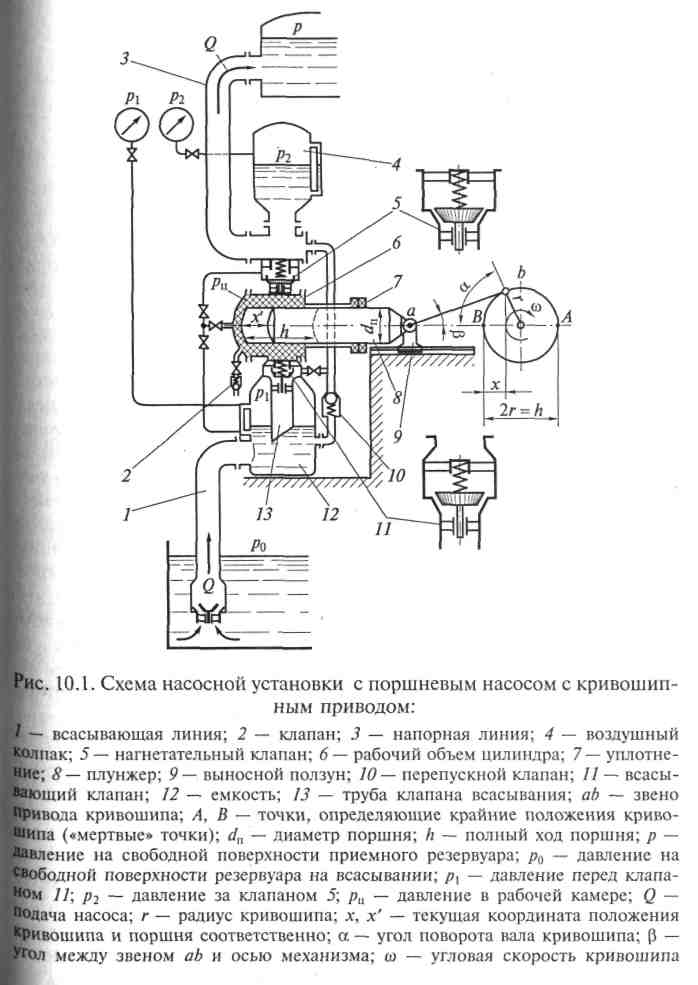 p
Q
3
p₁ p₂
p₂
4
5
6
7
pц
x'
h
dп
a
β
α
b
r
ω
B
A
x
2r = h
8
9
p₁
2
10
1
13
12
11
p₀
Q
Рис. 10.1. Схема насосной установки с поршневым насосом с кривошип-
ным приводом:
1 — всасывающая линия; 2 — клапан; 3 — напорная линия; 4 — воздушный
колпак; 5 — нагнетательный клапан; 6 — рабочий объем цилиндра; 7 — уплотне-
ние; 8 — плунжер; 9 — выносной ползун; 10 — перепускной клапан; 11 — всасы-
вающий клапан; 12 — емкость; 13 — труба клапана всасывания; ab — звено
привода кривошипа; A, B — точки, определяющие крайние положения криво-
шипа («мертвые» точки); dп — диаметр поршня; h — полный ход поршня; p —
давление на свободной поверхности приемного резервуара; p₀ — давление на
свободной поверхности резервуара на всасывании; p₁ — давление перед клапа-
ном 11; p₂ — давление за клапаном 5; pц — давление в рабочей камере; Q —
подача насоса; r — радиус кривошипа; x, x' — текущая координата положения
кривошипа и поршня соответственно; α — угол поворота вала кривошипа; β —
угол между звеном ab и осью механизма; ω — угловая скорость кривошипа